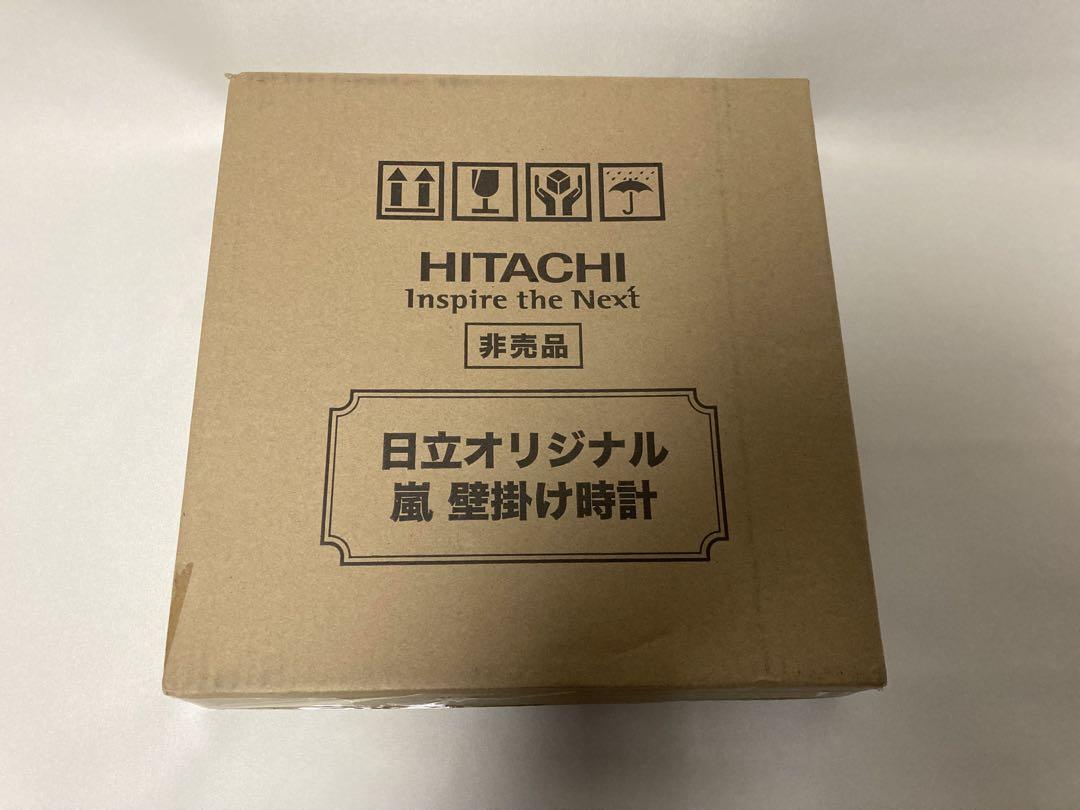 HITACHI
Inspire the Next
非売品
日立オリジナル
嵐 壁掛け時計